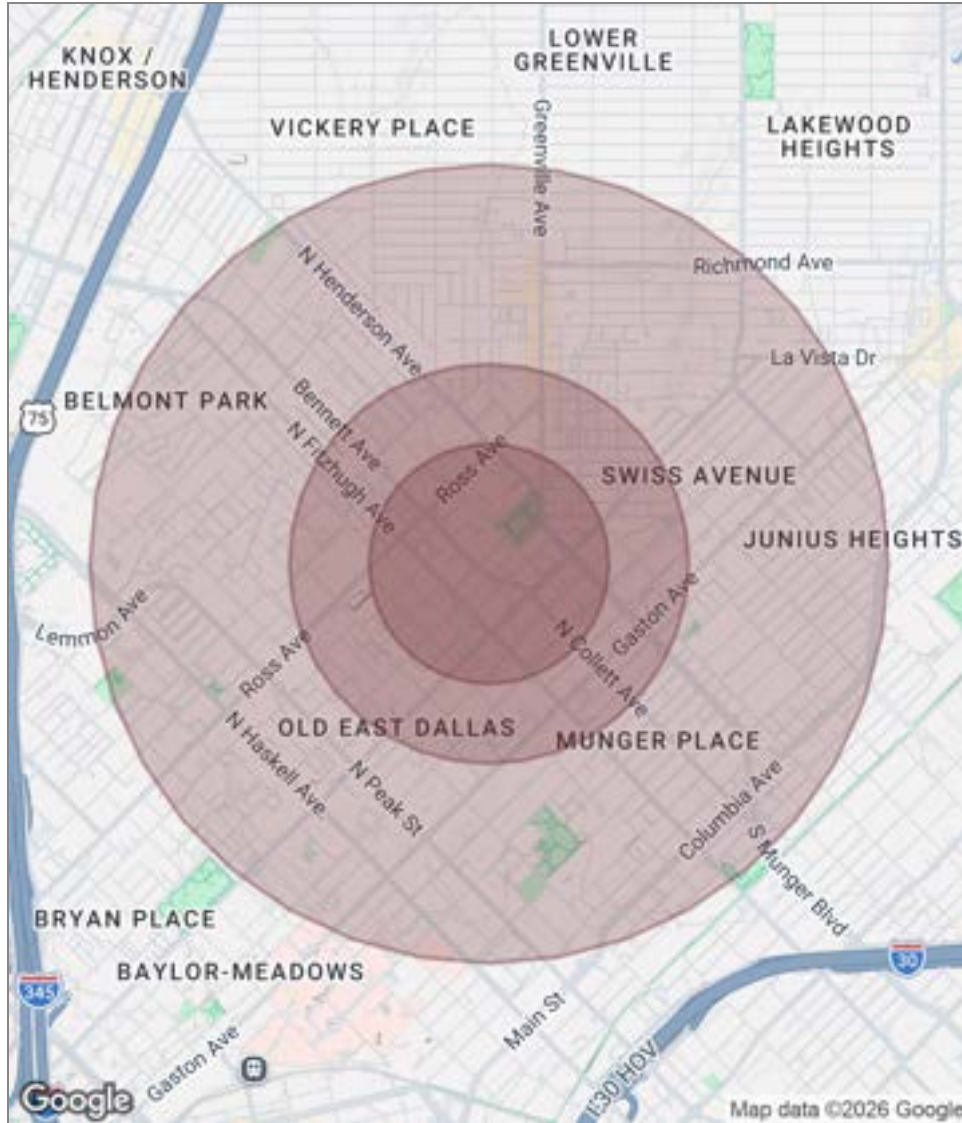 KNOX /
HENDERSON
LOWER
GREENVILLE
VICKERY PLACE
LAKEWOOD
HEIGHTS
Greenville Ave
N Henderson Ave
Richmond Ave
La Vista Dr
75
BELMONT PARK
Bennett Ave
N Fitzhugh Ave
Ross Ave
SWISS AVENUE
JUNIUS HEIGHTS
Lemmon Ave
Gaston Ave
N Collett Ave
Ross Ave
OLD EAST DALLAS
MUNGER PLACE
N Haskell Ave
N Peak St
Columbia Ave
S Munger Blvd
BRYAN PLACE
BAYLOR-MEADOWS
30
345
Main St
Gaston Ave
I-30 HOV
Google
Map data ©2026 Google